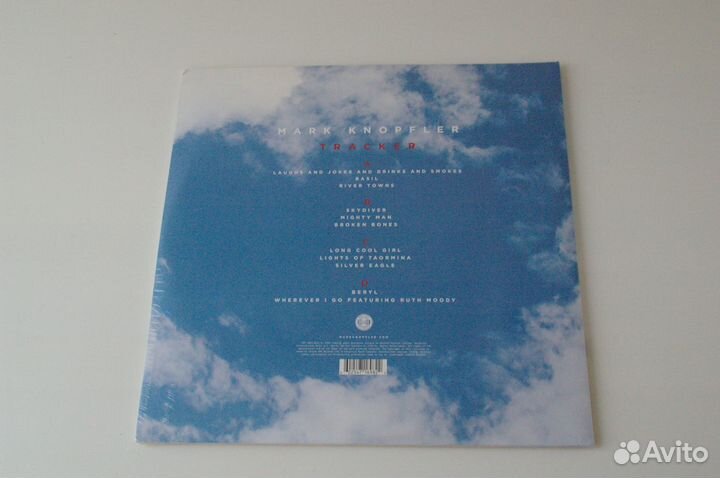 MARK KNOPFLER
TRACKER
A
LAUGHS AND JOKES AND DRINKS AND SMOKES
BASIL
RIVER TOWNS
B
SKYDIVER
MIGHTY MAN
BROKEN BONES
C
LONG COOL GIRL
LIGHTS OF TAORMINA
SILVER EAGLE
D
BERYL
WHEREVER I GO FEATURING RUTH MOODY
MARKKNOPFLER.COM
Avito